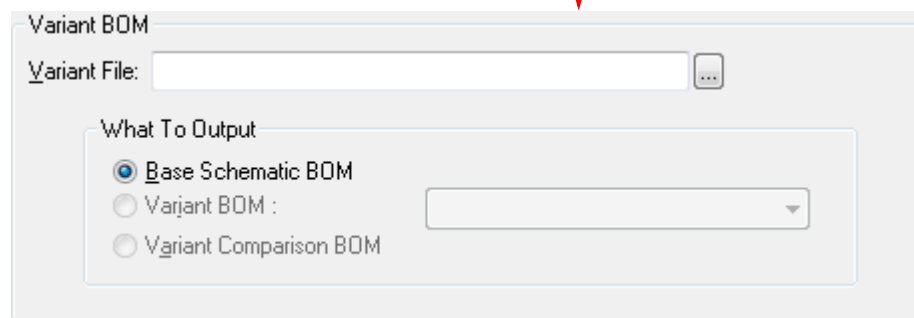 Variant BOM
Variant File:
...
What To Output
Base Schematic BOM
Variant BOM :
Variant Comparison BOM